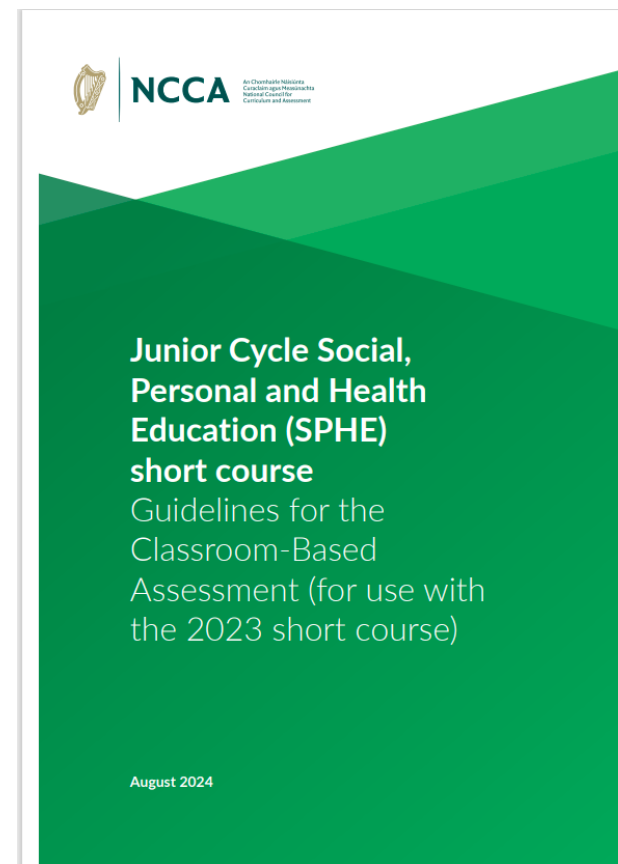 NCCA
An Chomhairle Náisiúnta
Curaclaim agus Measúnachta
National Council for
Curriculum and Assessment
Junior Cycle Social,
Personal and Health
Education (SPHE)
short course
Guidelines for the
Classroom-Based
Assessment (for use with
the 2023 short course)
August 2024